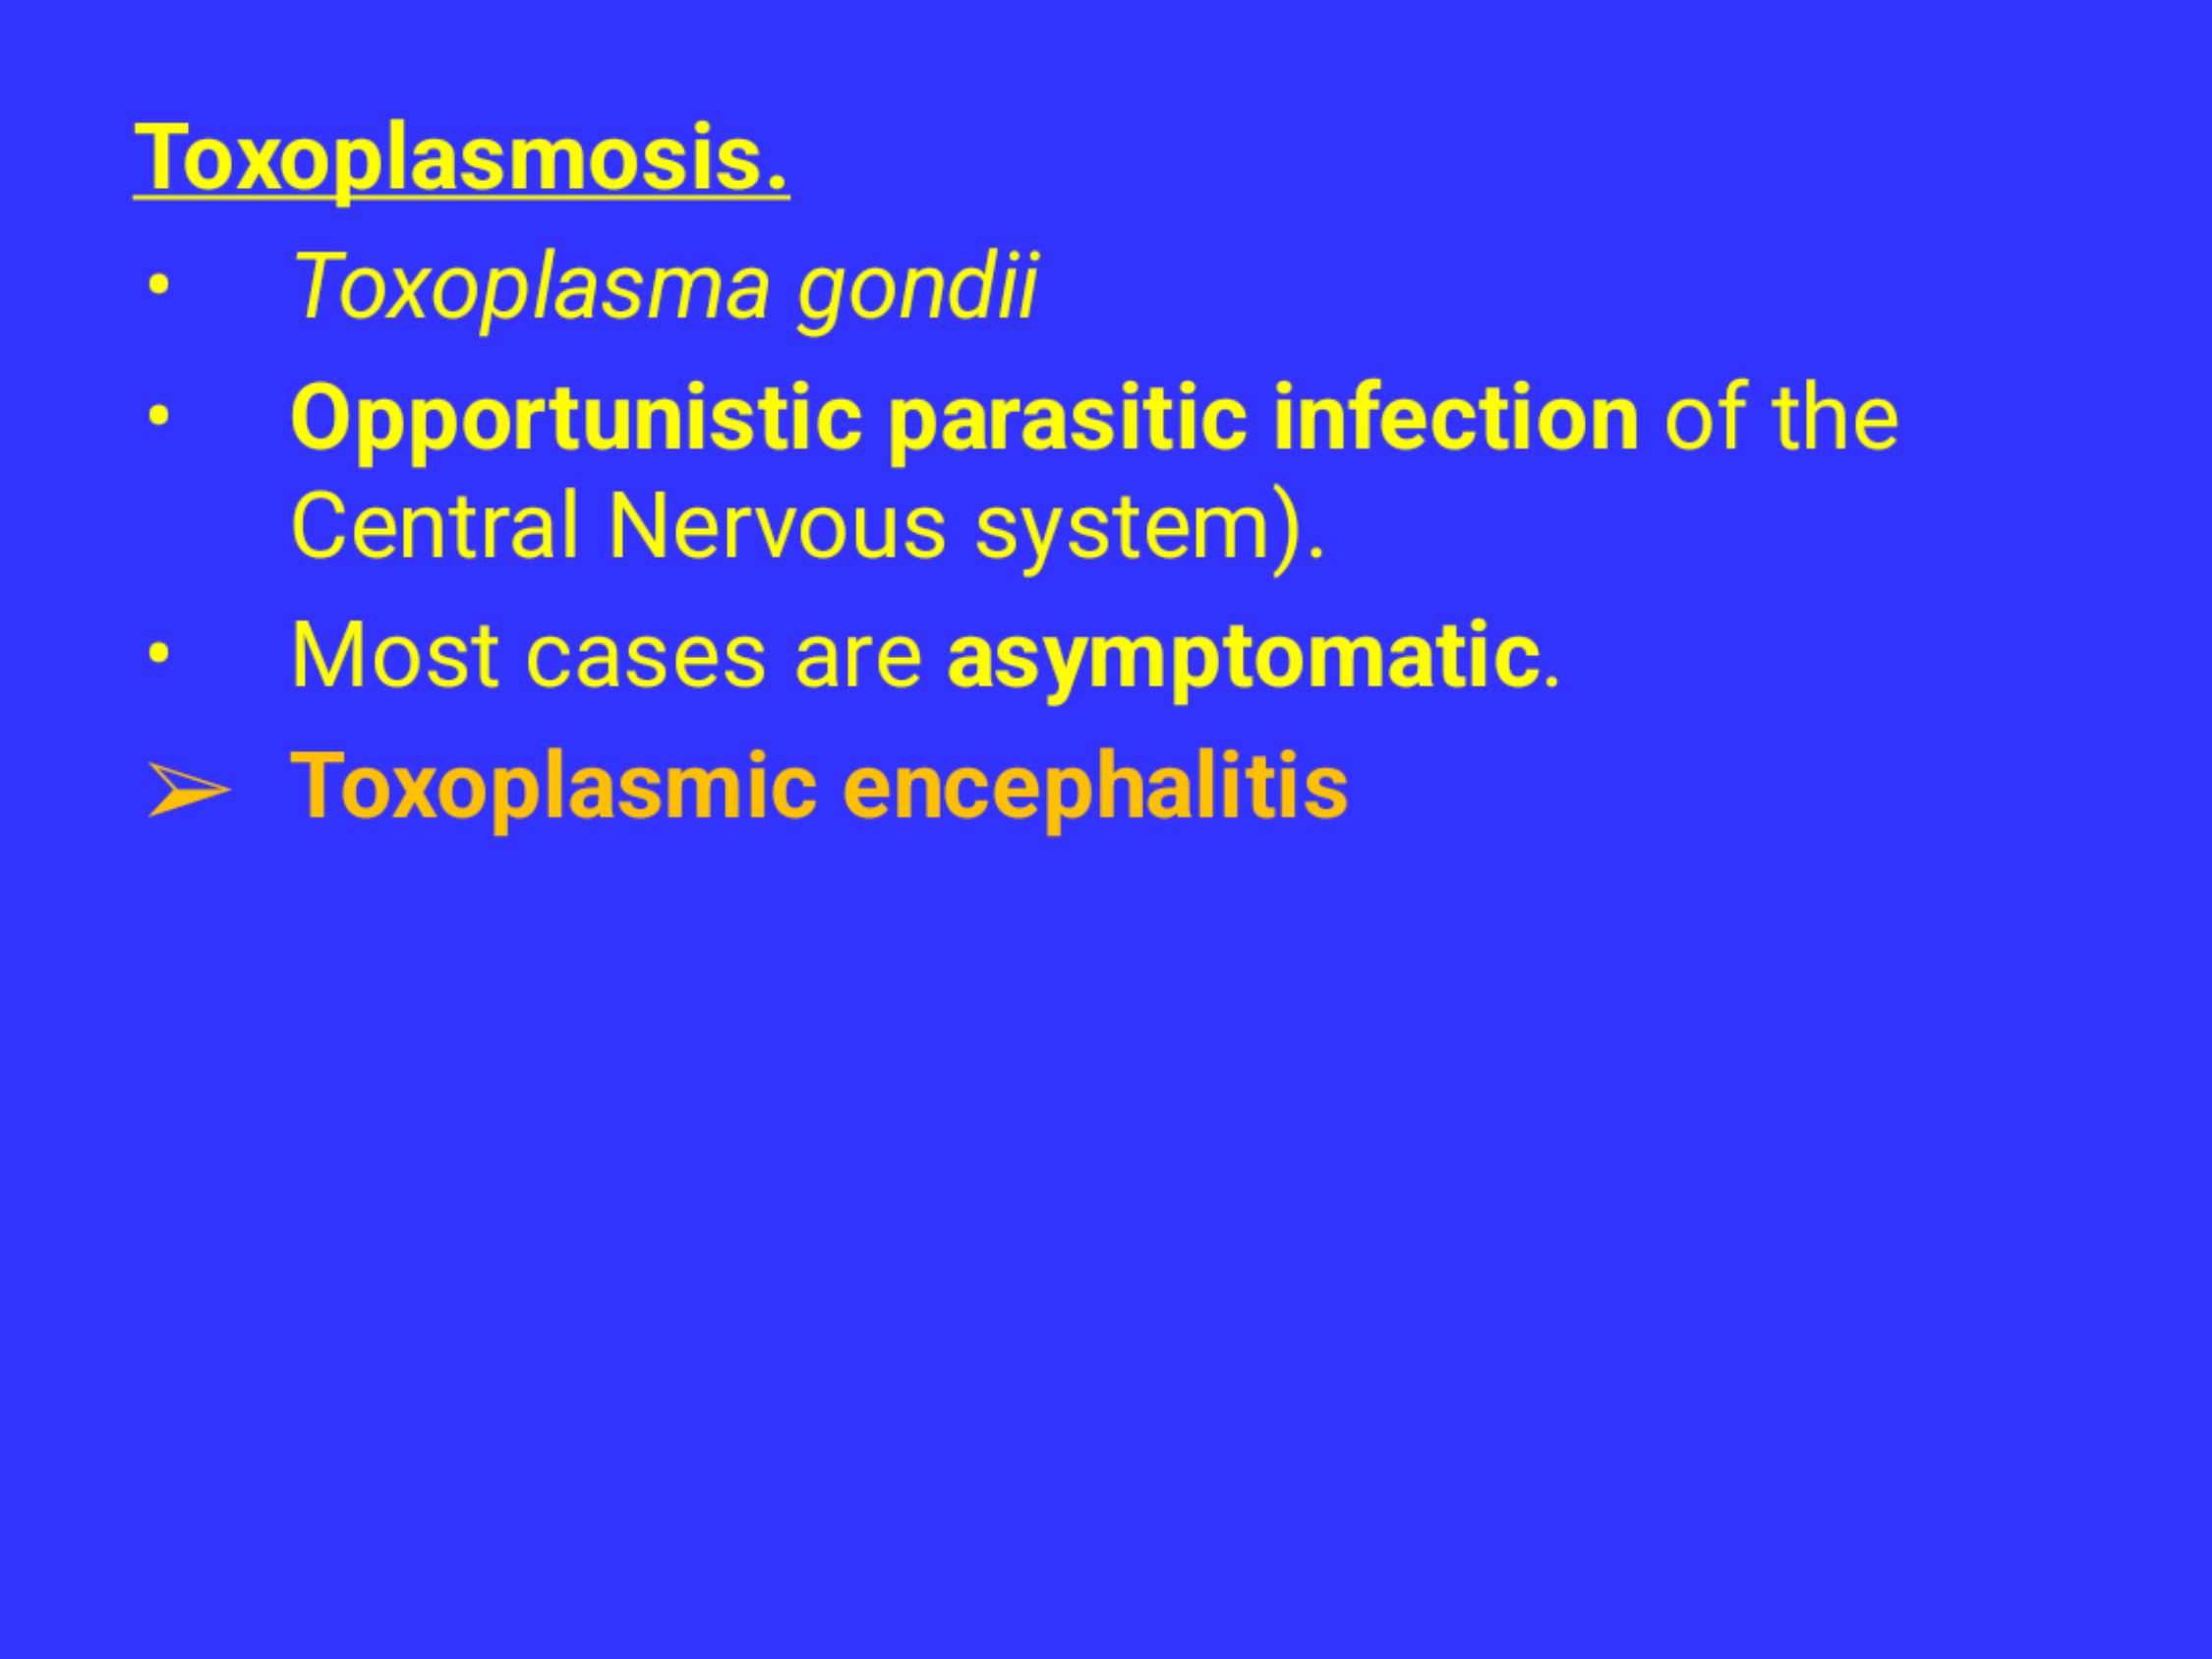 Toxoplasmosis.
• Toxoplasma gondii
• Opportunistic parasitic infection of the
Central Nervous system).
• Most cases are asymptomatic.
➢ Toxoplasmic encephalitis